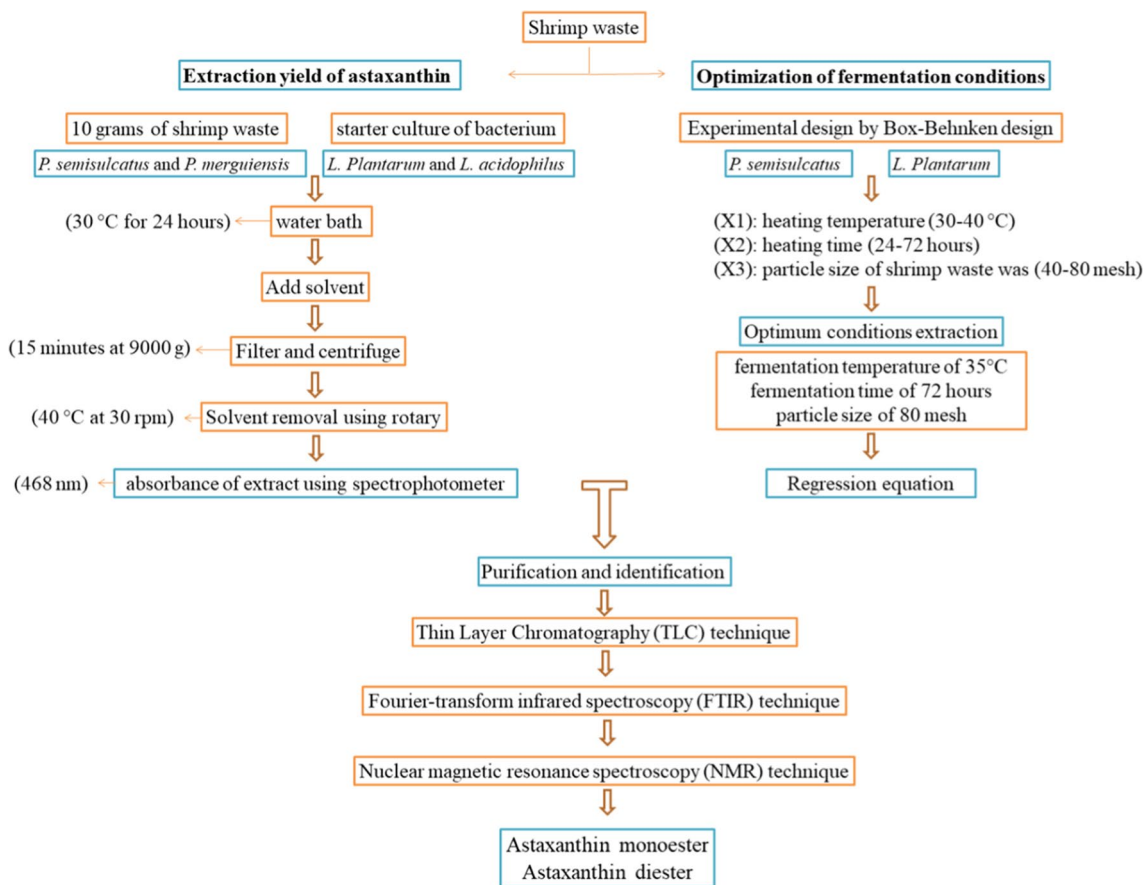 Shrimp waste
Extraction yield of astaxanthin
Optimization of fermentation conditions
10 grams of shrimp waste
starter culture of bacterium
P. semisulcatus and P. merguiensis
L. Plantarum and L. acidophilus
(30 °C for 24 hours)
water bath
Add solvent
(15 minutes at 9000 g)
Filter and centrifuge
(40 °C at 30 rpm)
Solvent removal using rotary
(468 nm)
absorbance of extract using spectrophotometer
Experimental design by Box-Behnken design
P. semisulcatus
L. Plantarum
(X1): heating temperature (30-40 °C)
(X2): heating time (24-72 hours)
(X3): particle size of shrimp waste was (40-80 mesh)
Optimum conditions extraction
fermentation temperature of 35°C
fermentation time of 72 hours
particle size of 80 mesh
Regression equation
Purification and identification
Thin Layer Chromatography (TLC) technique
Fourier-transform infrared spectroscopy (FTIR) technique
Nuclear magnetic resonance spectroscopy (NMR) technique
Astaxanthin monoester
Astaxanthin diester